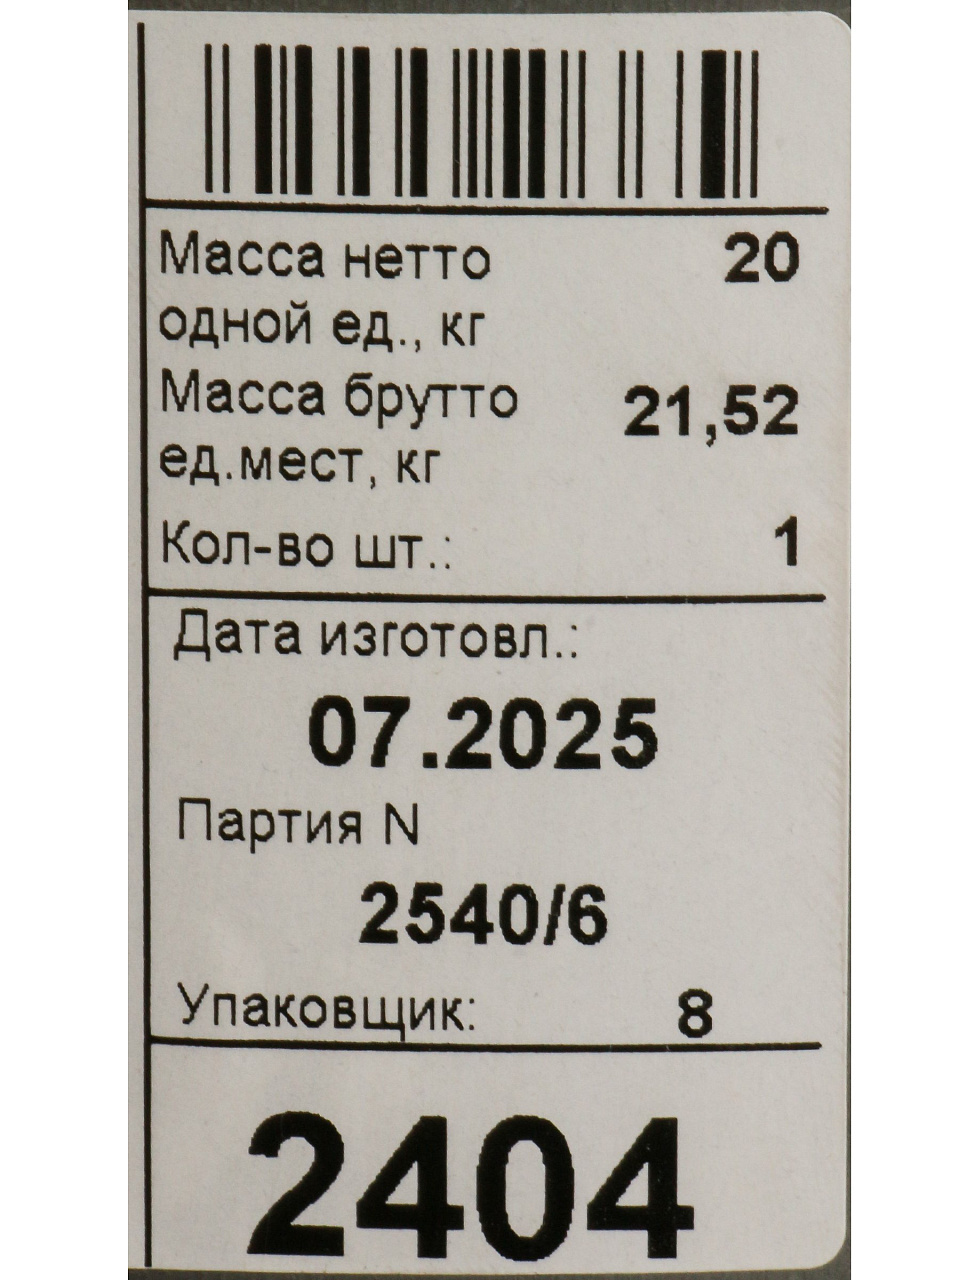 Масса нетто 20
одной ед., кг
Масса брутто 21,52
ед.мест, кг
Кол-во шт.: 1
Дата изготовл.:
07.2025
Партия N
2540/6
Упаковщик: 8
2404